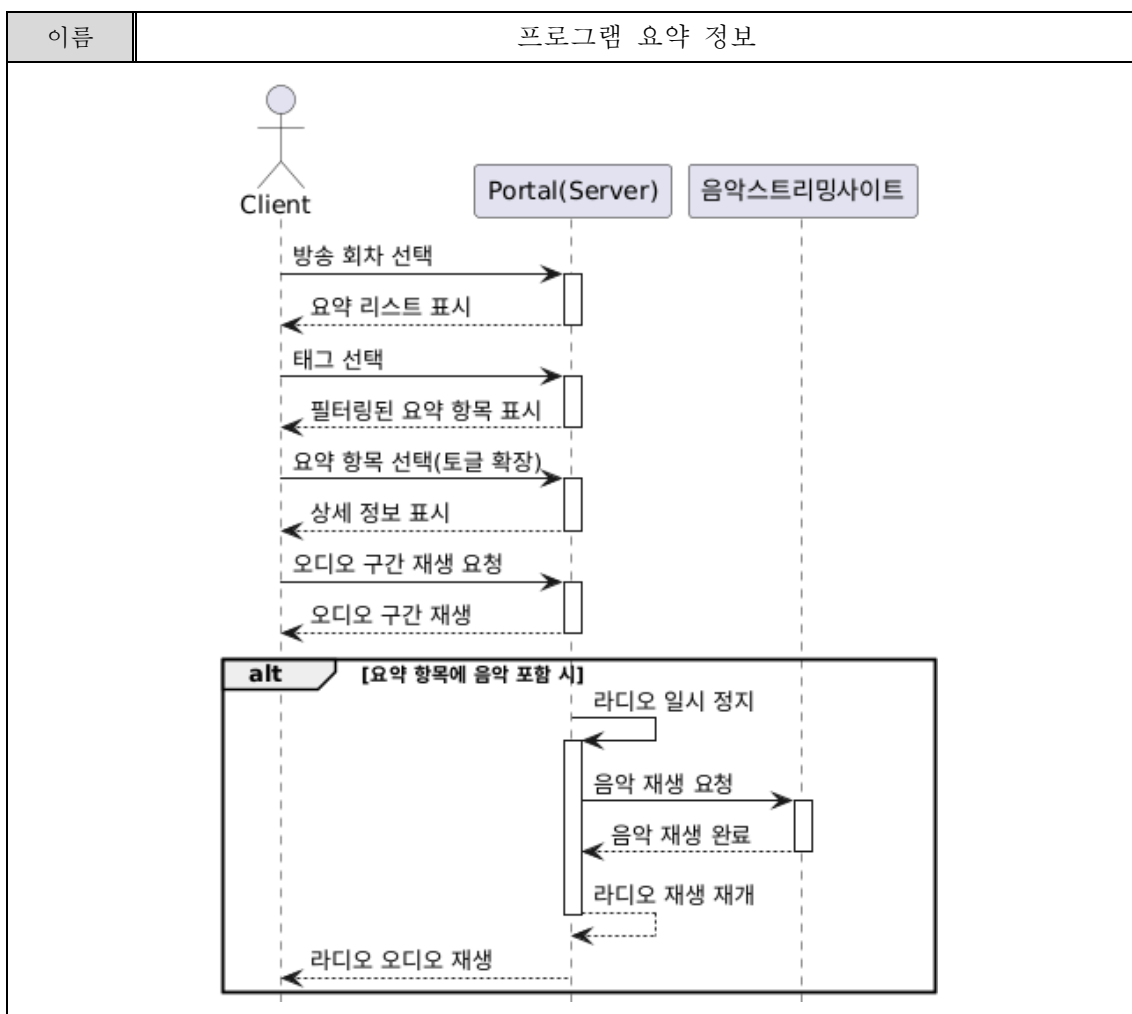 이름
프로그램 요약 정보
Client
Portal(Server)
음악스트리밍사이트
방송 회차 선택
요약 리스트 표시
태그 선택
필터링된 요약 항목 표시
요약 항목 선택(토글 확장)
상세 정보 표시
오디오 구간 재생 요청
오디오 구간 재생
alt
[요약 항목에 음악 포함 시]
라디오 일시 정지
음악 재생 요청
음악 재생 완료
라디오 재생 재개
라디오 오디오 재생